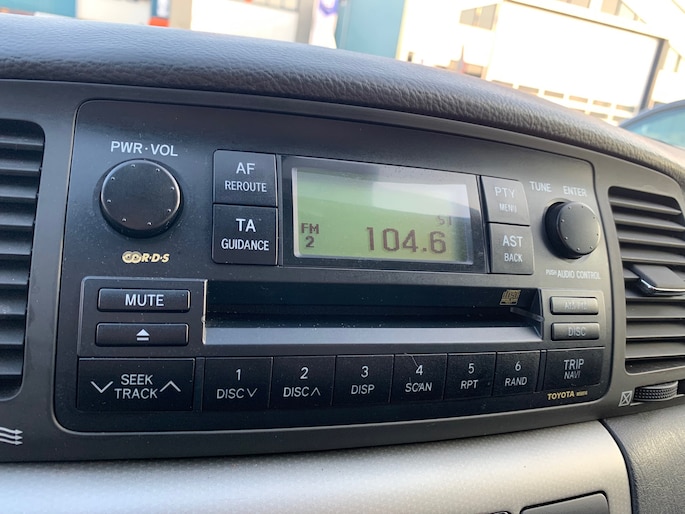 PWR·VOL
AF
REROUTE
TA
GUIDANCE
FM
2
ST
104.6
PTY
MENU
AST
BACK
TUNE
ENTER
PUSH AUDIO CONTROL
R·D·S
MUTE
DISC
SEEK
TRACK
1
DISC
2
DISC
3
DISP
4
SCAN
5
RPT
6
RAND
TRIP
NAVI
TOYOTA